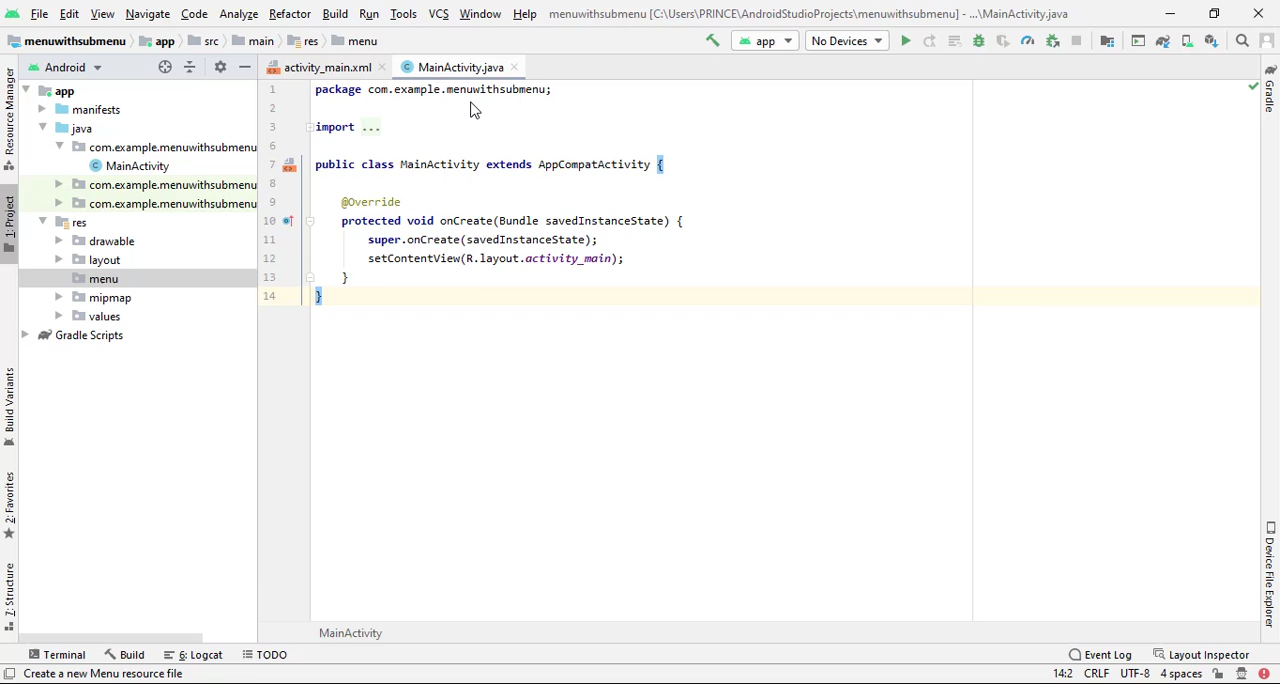 File Edit View Navigate Code Analyze Refactor Build Run Tools VCS Window Help menuwithsubmenu [C:\Users\PRINCE\AndroidStudioProjects\menuwithsubmenu] - ...\MainActivity.java
menuwithsubmenu app src main res menu app No Devices
Android activity_main.xml MainActivity.java
Resource Manager
1: Project
Build Variants
2: Favorites
7: Structure
app
manifests
java
com.example.menuwithsubmenu
MainActivity
com.example.menuwithsubmenu
com.example.menuwithsubmenu
res
drawable
layout
menu
mipmap
values
Gradle Scripts
1 package com.example.menuwithsubmenu;
2
3 import ...
6
7 public class MainActivity extends AppCompatActivity {
8
9 @Override
10 protected void onCreate(Bundle savedInstanceState) {
11 super.onCreate(savedInstanceState);
12 setContentView(R.layout.activity_main);
13 }
14 }
Gradle
Device File Explorer
MainActivity
Terminal Build 6: Logcat TODO Event Log Layout Inspector
Create a new Menu resource file 14:2 CRLF UTF-8 4 spaces